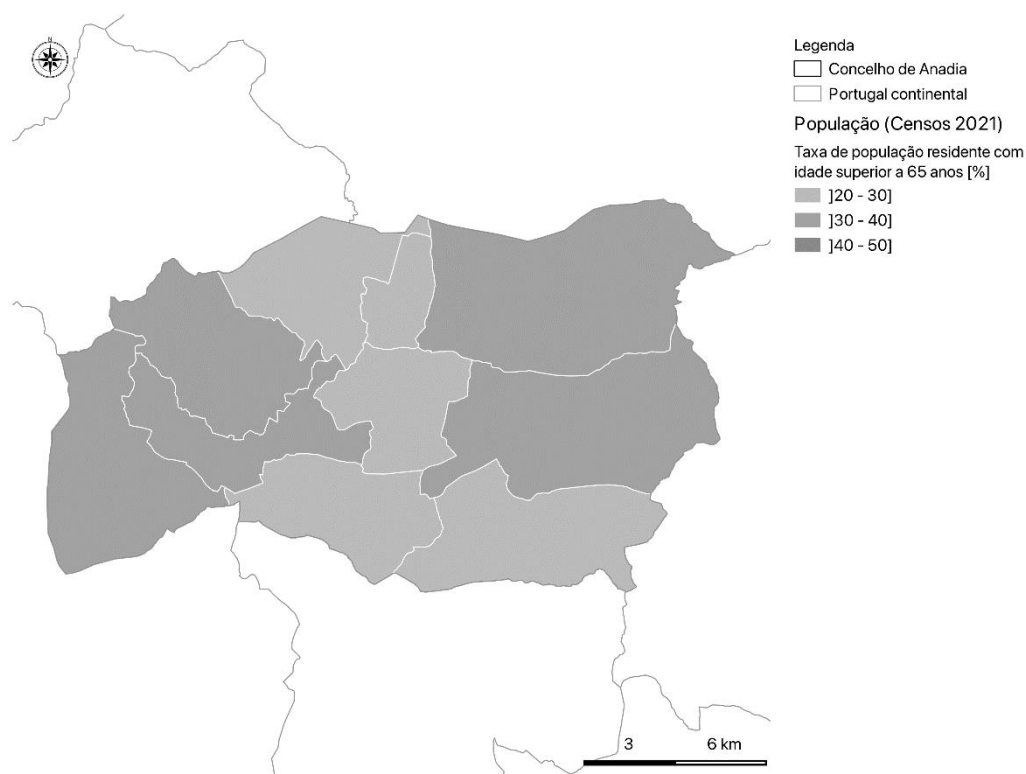 N
Legenda
Concelho de Anadia
Portugal continental
População (Censos 2021)
Taxa de população residente com
idade superior a 65 anos [%]
]20 - 30]
]30 - 40]
]40 - 50]
3 6 km